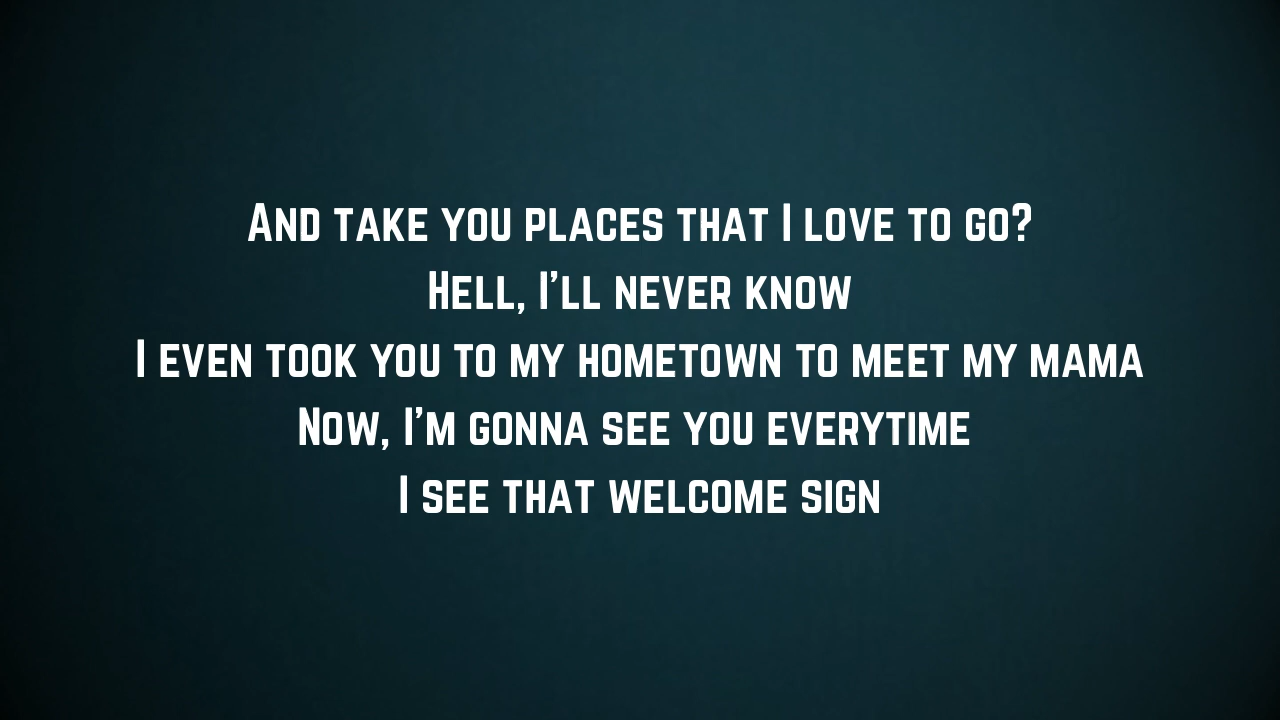 And take you places that I love to go?
Hell, I'll never know
I even took you to my hometown to meet my mama
Now, I'm gonna see you everytime
I see that welcome sign